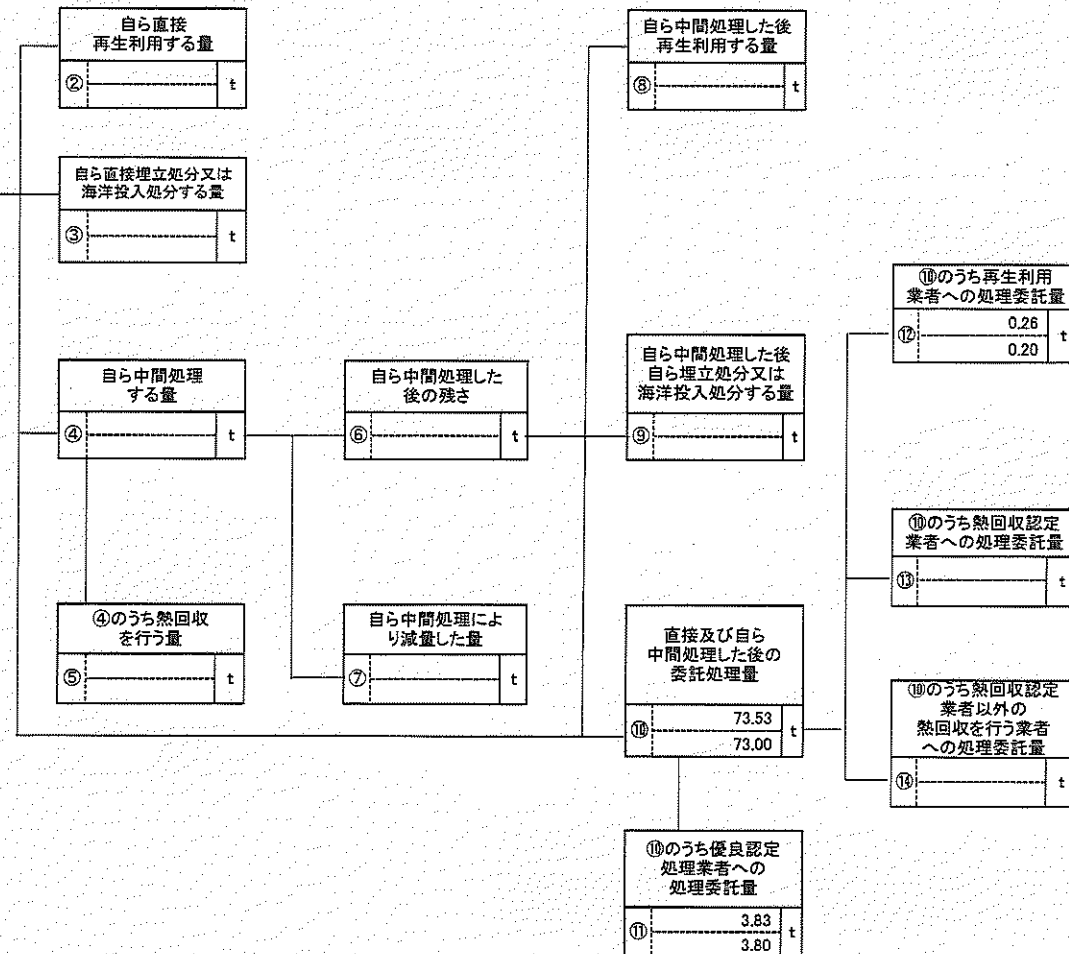 自ら直接
再生利用する量
② t
自ら直接埋立処分又は
海洋投入処分する量
③ t
自ら中間処理
する量
④ t
④のうち熱回収
を行う量
⑤ t
自ら中間処理した
後の残さ
⑥ t
自ら中間処理によ
り減量した量
⑦ t
自ら中間処理した後
再生利用する量
⑧ t
自ら中間処理した後
自ら埋立処分又は
海洋投入処分する量
⑨ t
直接及び自ら
中間処理した後の
委託処理量
73.53
⑩ t
73.00
⑩のうち優良認定
処理業者への
処理委託量
3.83
⑪ t
3.80
⑩のうち再生利用
業者への処理委託量
0.26
⑫ t
0.20
⑩のうち熱回収認定
業者への処理委託量
⑬ t
⑩のうち熱回収認定
業者以外の
熱回収を行う業者
への処理委託量
⑭ t